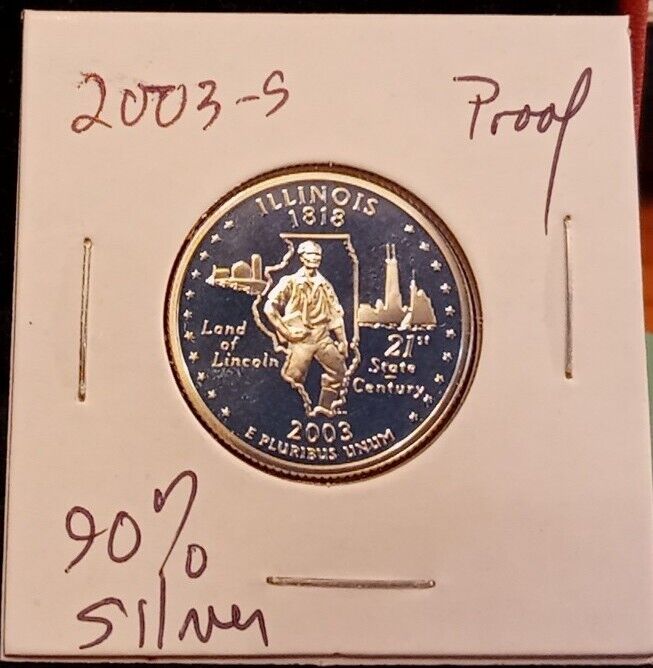 2003-S
Proof
ILLINOIS
1818
Land
of
Lincoln
21st
State
Century
2003
E PLURIBUS UNUM
90%
Silver